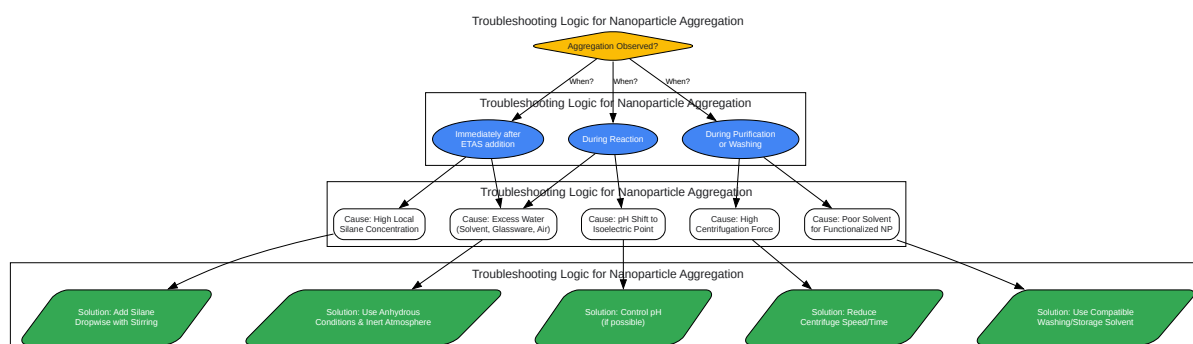 Troubleshooting Logic for Nanoparticle Aggregation
Aggregation Observed?
When?
When?
When?
Troubleshooting Logic for Nanoparticle Aggregation
Immediately after
ETAS addition
During Reaction
During Purification
or Washing
Troubleshooting Logic for Nanoparticle Aggregation
Cause: High Local
Silane Concentration
Cause: Excess Water
(Solvent, Glassware, Air)
Cause: pH Shift to
Isoelectric Point
Cause: High
Centrifugation Force
Cause: Poor Solvent
for Functionalized NP
Troubleshooting Logic for Nanoparticle Aggregation
Solution: Add Silane
Dropwise with Stirring
Solution: Use Anhydrous
Conditions & Inert Atmosphere
Solution: Control pH
(if possible)
Solution: Reduce
Centrifuge Speed/Time
Solution: Use Compatible
Washing/Storage Solvent